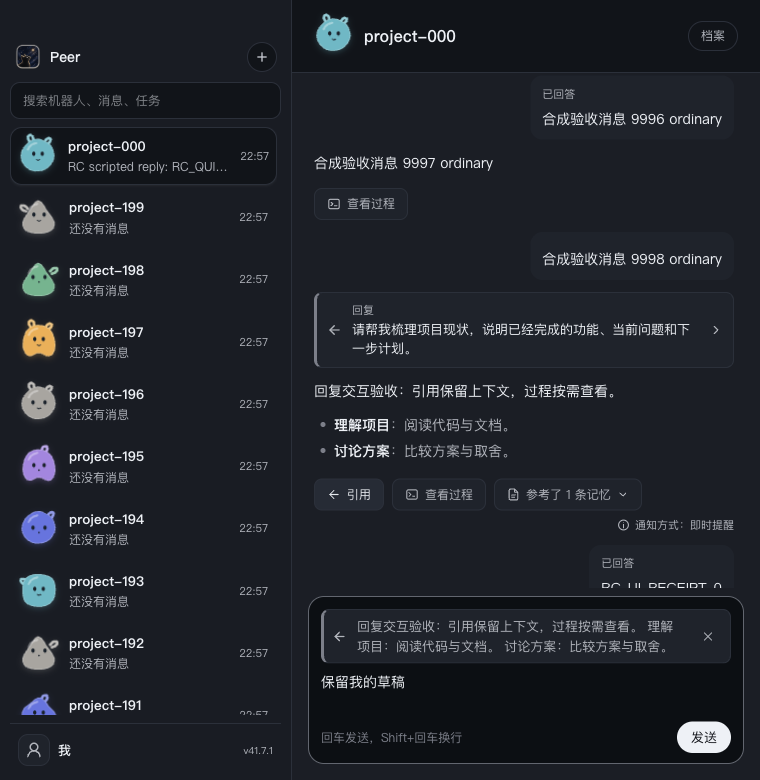 Peer
搜索机器人、消息、任务
project-000
22:57
RC scripted reply: RC_QUI...
project-199
22:57
还没有消息
project-198
22:57
还没有消息
project-197
22:57
还没有消息
project-196
22:57
还没有消息
project-195
22:57
还没有消息
project-194
22:57
还没有消息
project-193
22:57
还没有消息
project-192
22:57
还没有消息
project-191
22:57
我
v41.7.1
project-000
档案
已回答
合成验收消息 9996 ordinary
合成验收消息 9997 ordinary
查看过程
合成验收消息 9998 ordinary
回复
请帮我梳理项目现状，说明已经完成的功能、当前问题和下
一步计划。
回复交互验收：引用保留上下文，过程按需查看。
• 理解项目：阅读代码与文档。
• 讨论方案：比较方案与取舍。
引用
查看过程
参考了 1 条记忆
通知方式：即时提醒
已回答
RC_UI_RECEIPT_0
回复交互验收：引用保留上下文，过程按需查看。 理解
项目：阅读代码与文档。 讨论方案：比较方案与取舍。
保留我的草稿
回车发送，Shift+回车换行
发送